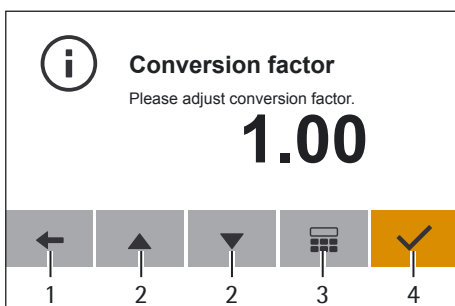 Conversion factor
Please adjust conversion factor.
1.00
1 2 2 3 4